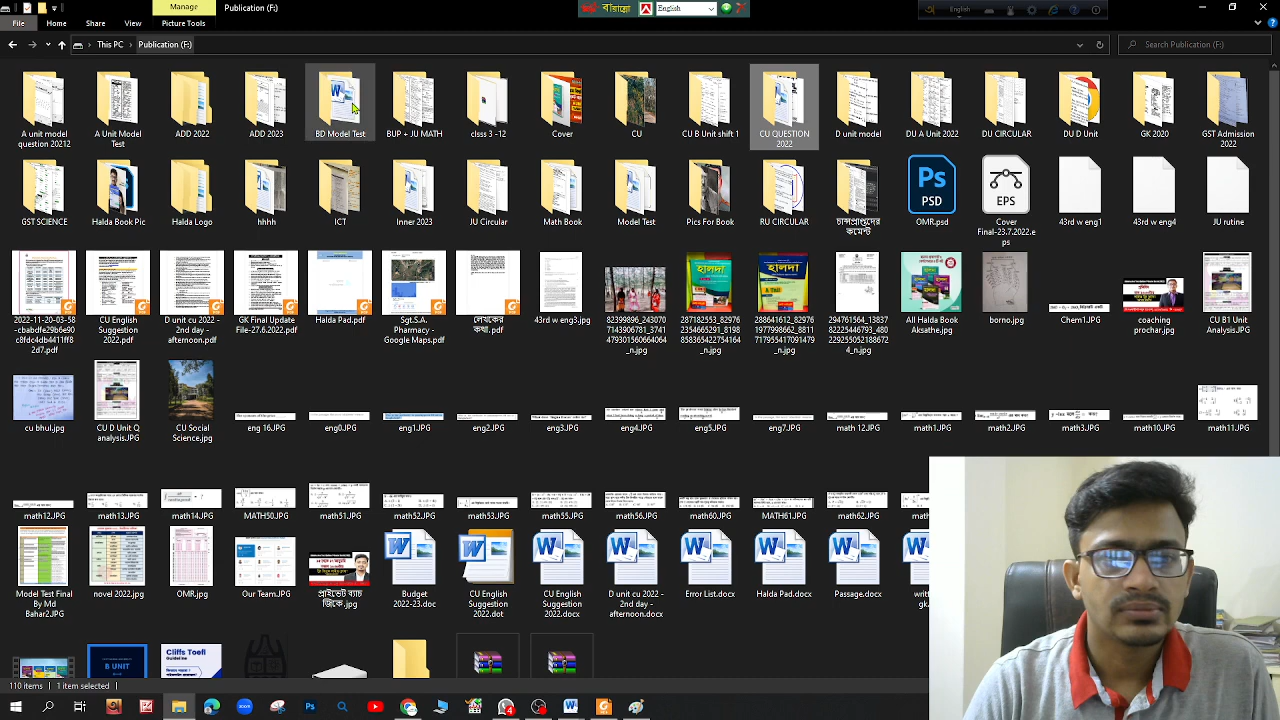 Manage
Publication (F:)
বাঁয়ান্নো
English
English
File
Home
Share
View
Picture Tools
This PC
Publication (F:)
Search Publication (F:)
A unit model question 20212
A Unit Model Test
ADD 2022
ADD 2023
BD Model Test
BUP + JU MATH
clsss 3 -12
Cover
CU
CU B Unit shift 1
CU QUESTION 2022
D unit model
DU A Unit 2022
DU CIRCULAR
DU D Unit
GK 2020
GST Admission 2022
GST SCIENCE
Halda Book Pic
Halda Logo
hhhh
ICT
Inner 2023
JU Circular
Math Book
Model Test
Pics For Book
RU CIRCULAR
OMR.psd
Cover Final-23.7.2022.eps
43rd w eng1
43rd w eng4
JU rutine
CU English Suggestion 2022.pdf
D unit cu 2022 - 2nd day - afternoon.pdf
Final Update File-27.6.2022.pdf
Halda Pad.pdf
S.g.S.A. Pharmacy - Google Maps.pdf
43rd w eng3.jpg
All Halda Book Aksathe.jpg
borno.jpg
Chem1.JPG
coach prochar.jpg
CU B1 Unit Analysis.JPG
cu bhul.jpg
CU D Unit Q analysis.JPG
CU Social Science.jpg
eng 16.JPG
eng0.JPG
eng1.JPG
eng2.JPG
eng3.JPG
eng4.JPG
eng5.JPG
eng7.JPG
math 12.JPG
math1.JPG
math2.JPG
math3.JPG
math10.JPG
math11.JPG
math12.JPG
math13.JPG
math14.JPG
MATH50.JPG
math51.JPG
math52.JPG
math53.JPG
math55.JPG
math56.JPG
math60.JPG
math61.JPG
math62.JPG
Model Test Final By Md Bahar2.JPG
novel 2022.jpg
OMR.jpg
Our Team.JPG
Budget 2022-23.doc
CU English Suggestion 2022.dot
CU English Suggestion 2022.docx
D unit cu 2022 - 2nd day - afternoon.docx
Error List.docx
Halda Pad.docx
Passage.docx
B UNIT
Cliffs Toefl
Guideline
110 items
1 item selected